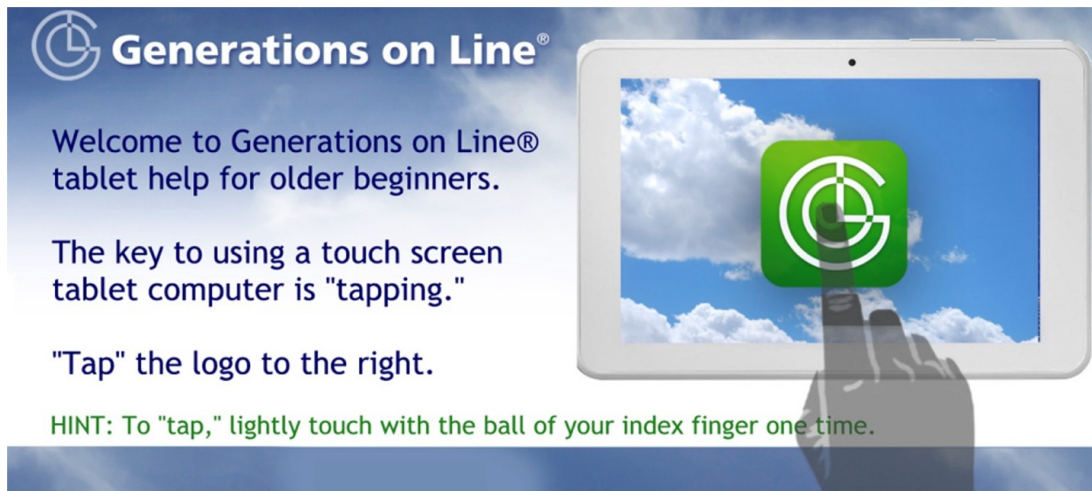 Generations on Line®
Welcome to Generations on Line®
tablet help for older beginners.
The key to using a touch screen
tablet computer is "tapping."
"Tap" the logo to the right.
HINT: To "tap," lightly touch with the ball of your index finger one time.